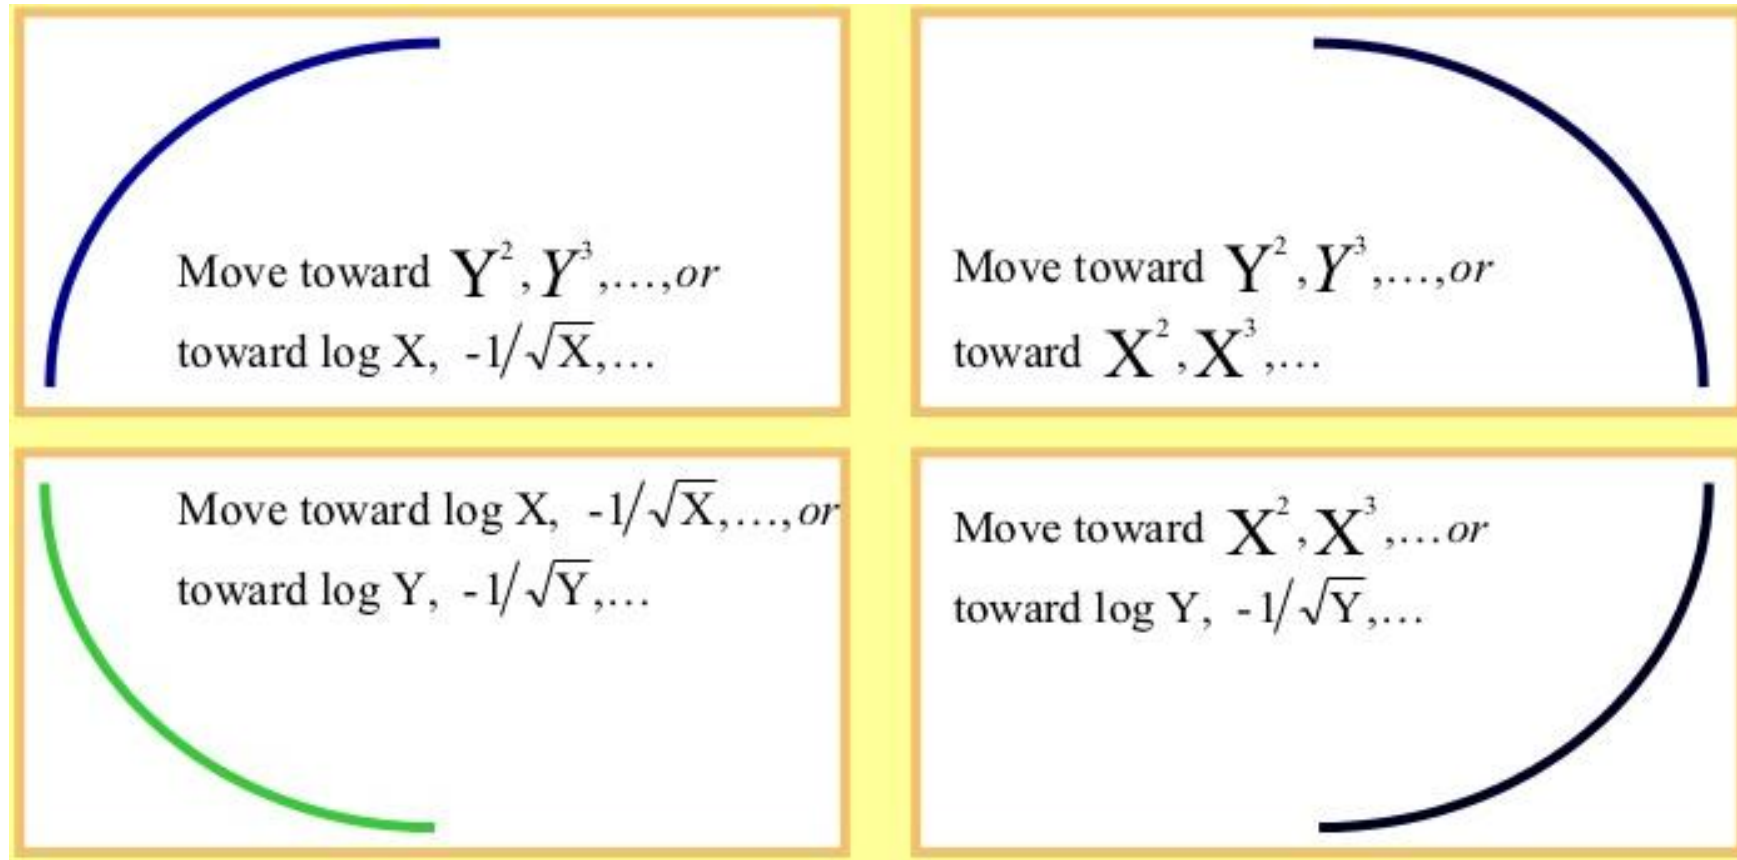 Move toward Y², Y³,...,or
toward log X, -1/√X,...
Move toward Y²,Y³,...,or
toward X²,X³,...
Move toward log X, -1/√X,...,or
toward log Y, -1/√Y,...
Move toward X²,X³,...or
toward log Y, -1/√Y,...